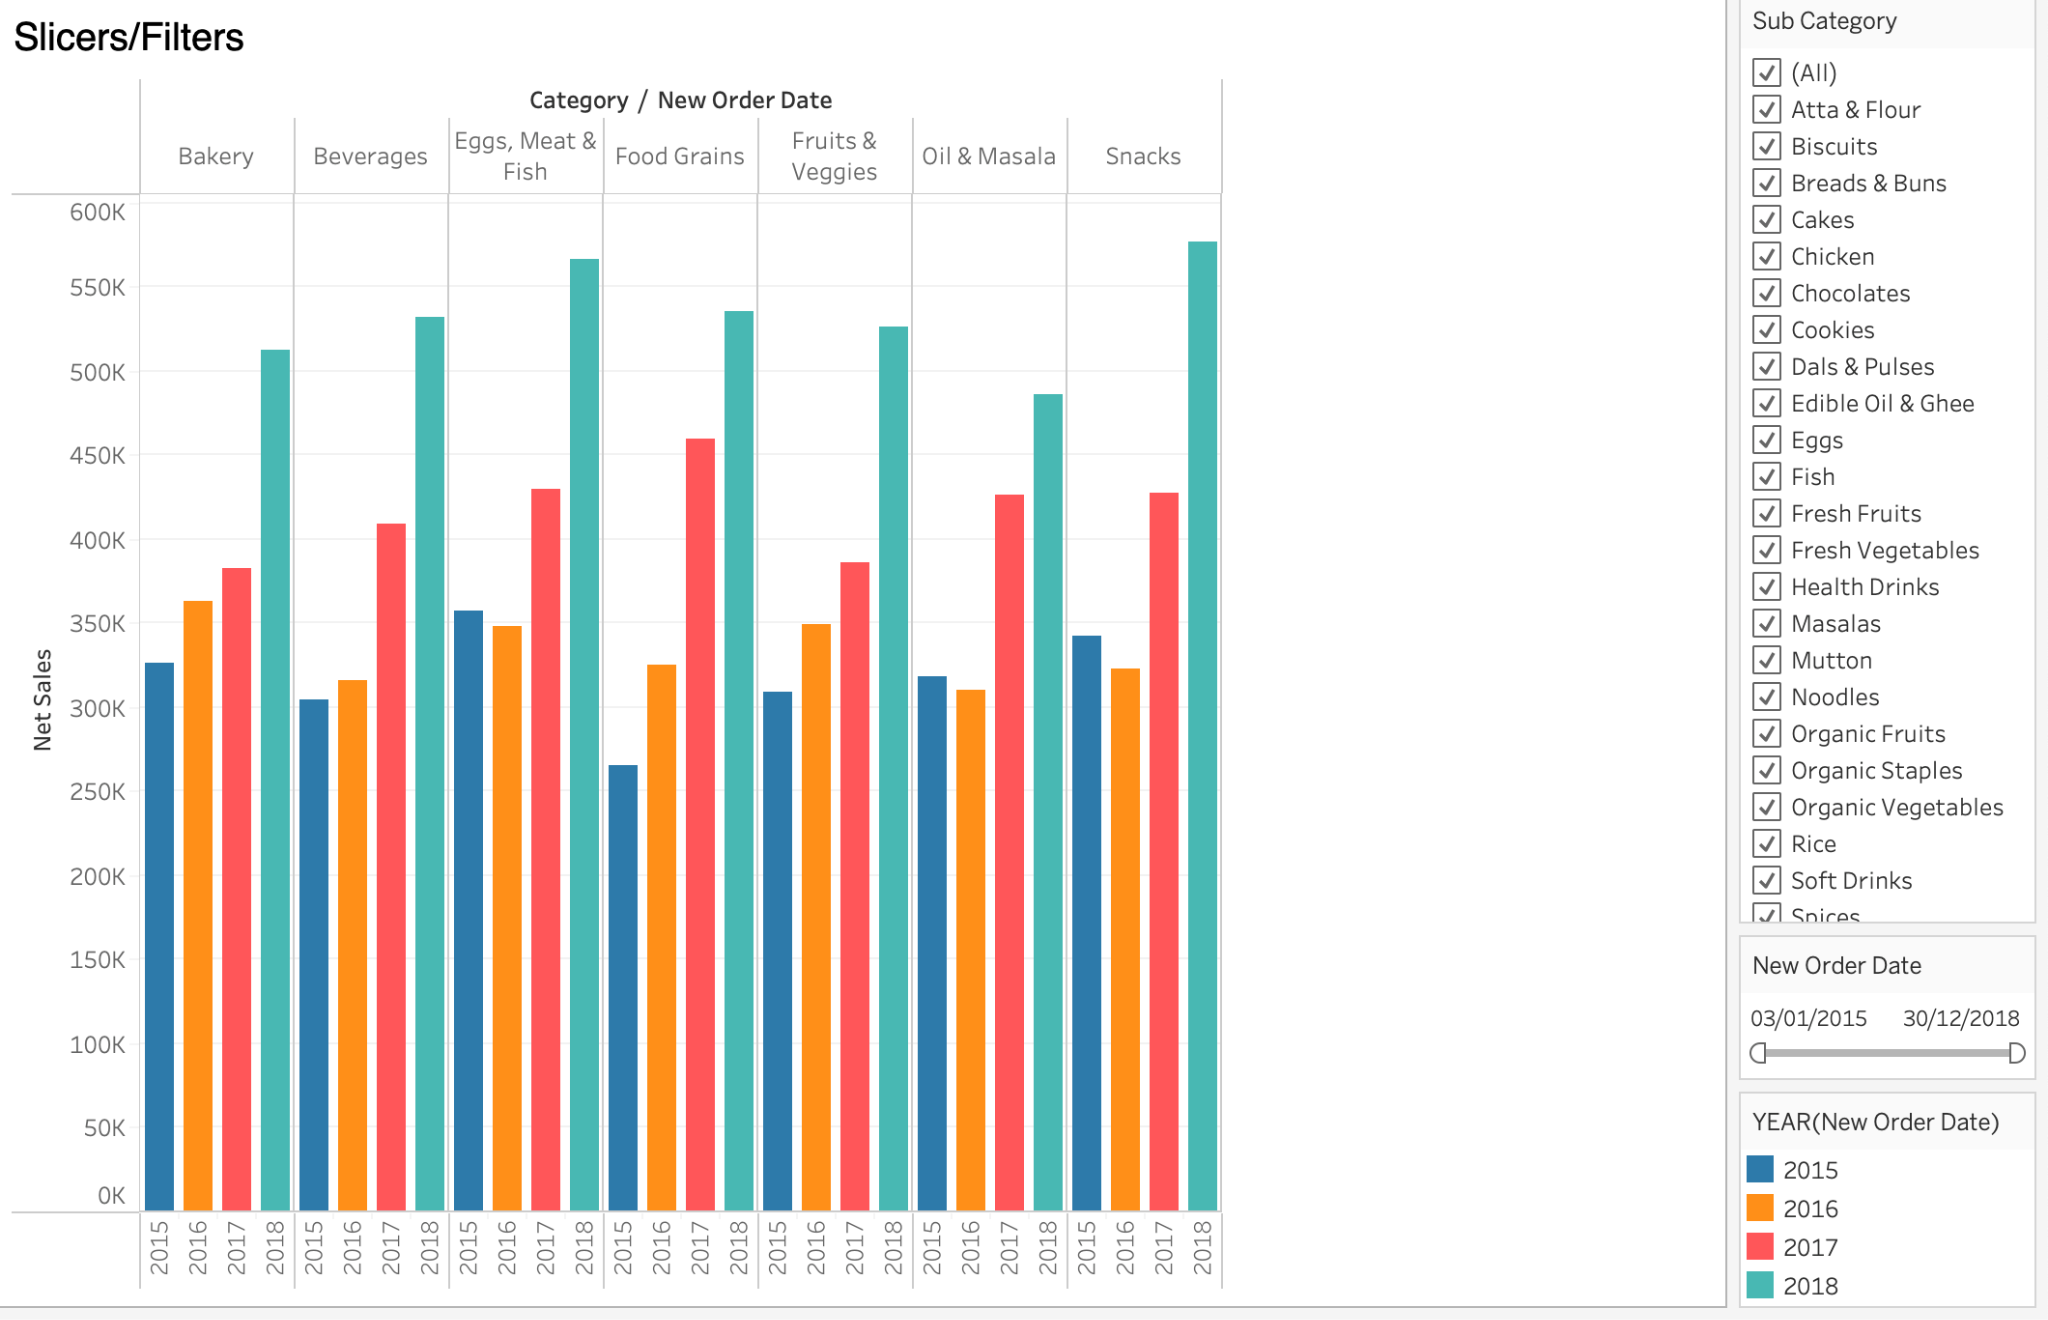 Slicers/Filters
Category / New Order Date
Bakery
Beverages
Eggs, Meat &
Fish
Food Grains
Fruits &
Veggies
Oil & Masala
Snacks
600K
550K
500K
450K
400K
350K
300K
250K
200K
150K
100K
50K
0K
Net Sales
2015 2016 2017 2018 2015 2016 2017 2018 2015 2016 2017 2018 2015 2016 2017 2018 2015 2016 2017 2018 2015 2016 2017 2018 2015 2016 2017 2018
Sub Category
(All)
Atta & Flour
Biscuits
Breads & Buns
Cakes
Chicken
Chocolates
Cookies
Dals & Pulses
Edible Oil & Ghee
Eggs
Fish
Fresh Fruits
Fresh Vegetables
Health Drinks
Masalas
Mutton
Noodles
Organic Fruits
Organic Staples
Organic Vegetables
Rice
Soft Drinks
Spices
New Order Date
03/01/2015 30/12/2018
YEAR(New Order Date)
2015
2016
2017
2018